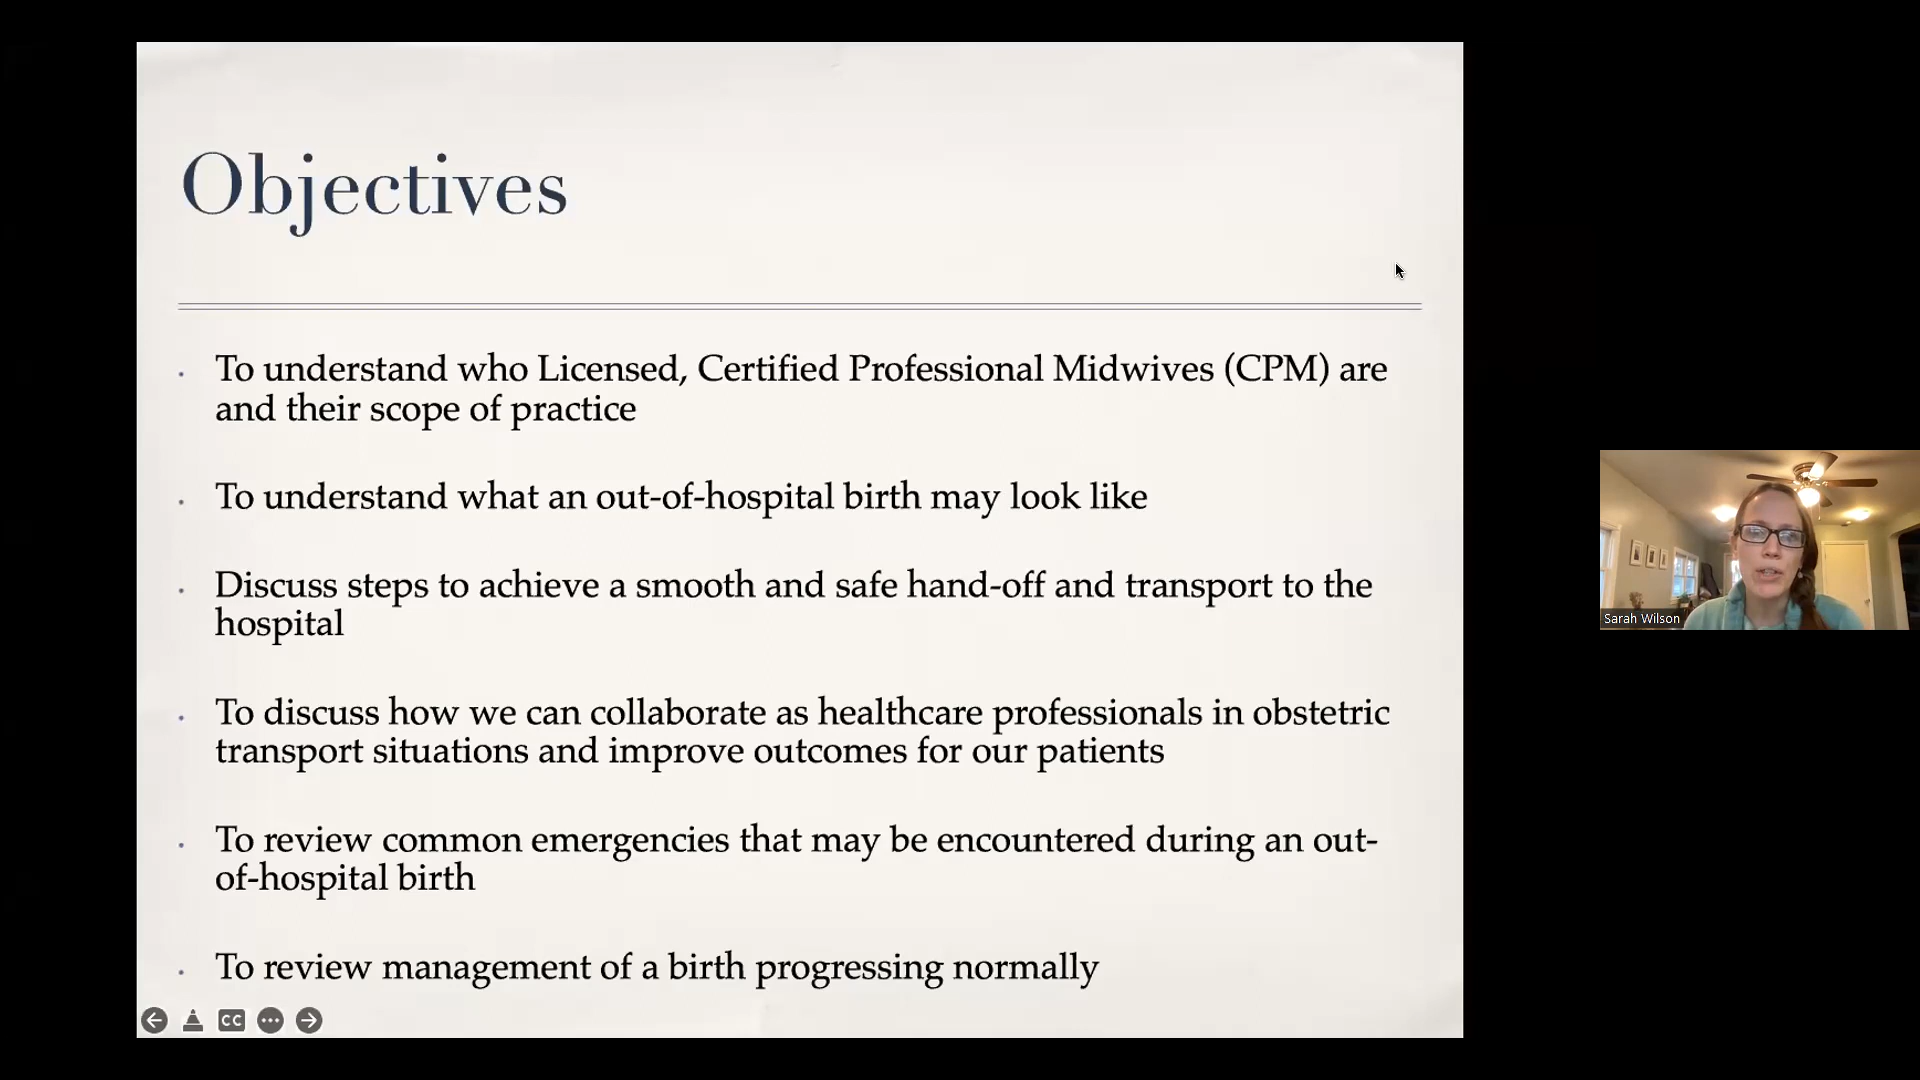 Objectives
To understand who Licensed, Certified Professional Midwives (CPM) are
and their scope of practice
To understand what an out-of-hospital birth may look like
Discuss steps to achieve a smooth and safe hand-off and transport to the
hospital
To discuss how we can collaborate as healthcare professionals in obstetric
transport situations and improve outcomes for our patients
To review common emergencies that may be encountered during an out-
of-hospital birth
To review management of a birth progressing normally
CC
Sarah Wilson